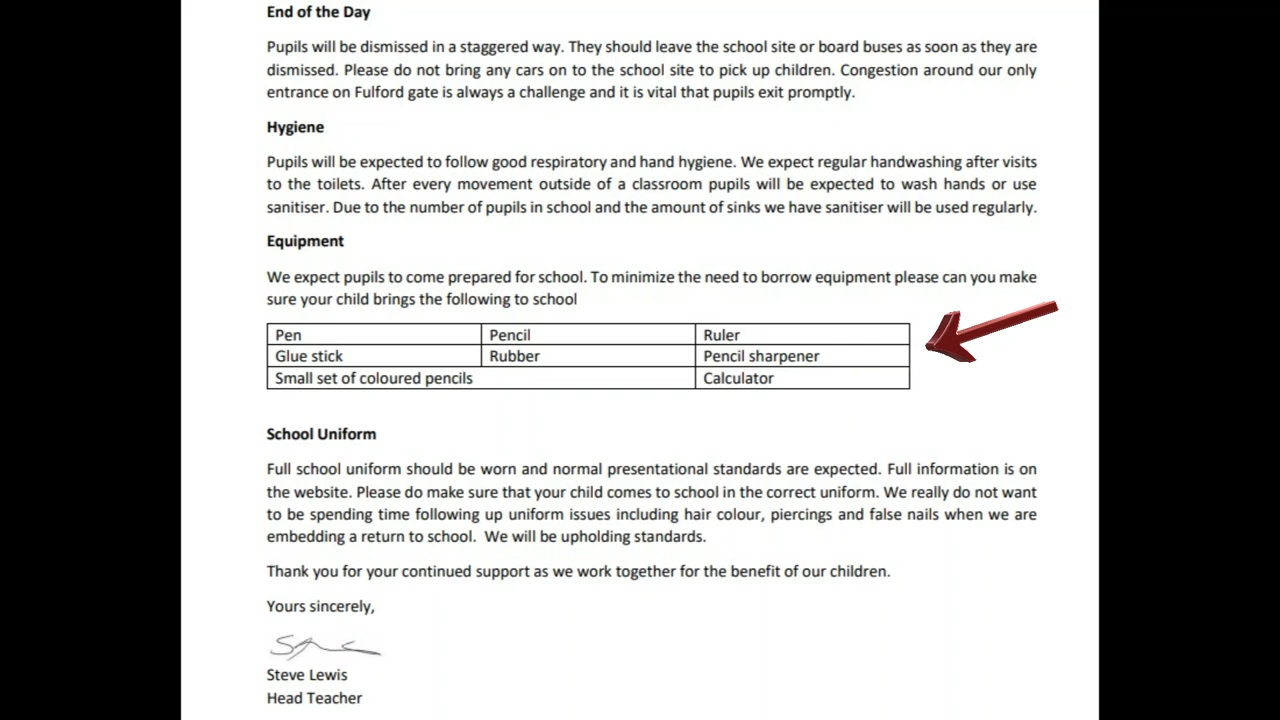 End of the Day
Pupils will be dismissed in a staggered way. They should leave the school site or board buses as soon as they are
dismissed. Please do not bring any cars on to the school site to pick up children. Congestion around our only
entrance on Fulford gate is always a challenge and it is vital that pupils exit promptly.
Hygiene
Pupils will be expected to follow good respiratory and hand hygiene. We expect regular handwashing after visits
to the toilets. After every movement outside of a classroom pupils will be expected to wash hands or use
sanitiser. Due to the number of pupils in school and the amount of sinks we have sanitiser will be used regularly.
Equipment
We expect pupils to come prepared for school. To minimize the need to borrow equipment please can you make
sure your child brings the following to school
Pen Pencil Ruler
Glue stick Rubber Pencil sharpener
Small set of coloured pencils Calculator
School Uniform
Full school uniform should be worn and normal presentational standards are expected. Full information is on
the website. Please do make sure that your child comes to school in the correct uniform. We really do not want
to be spending time following up uniform issues including hair colour, piercings and false nails when we are
embedding a return to school.  We will be upholding standards.
Thank you for your continued support as we work together for the benefit of our children.
Yours sincerely,
Steve Lewis
Head Teacher